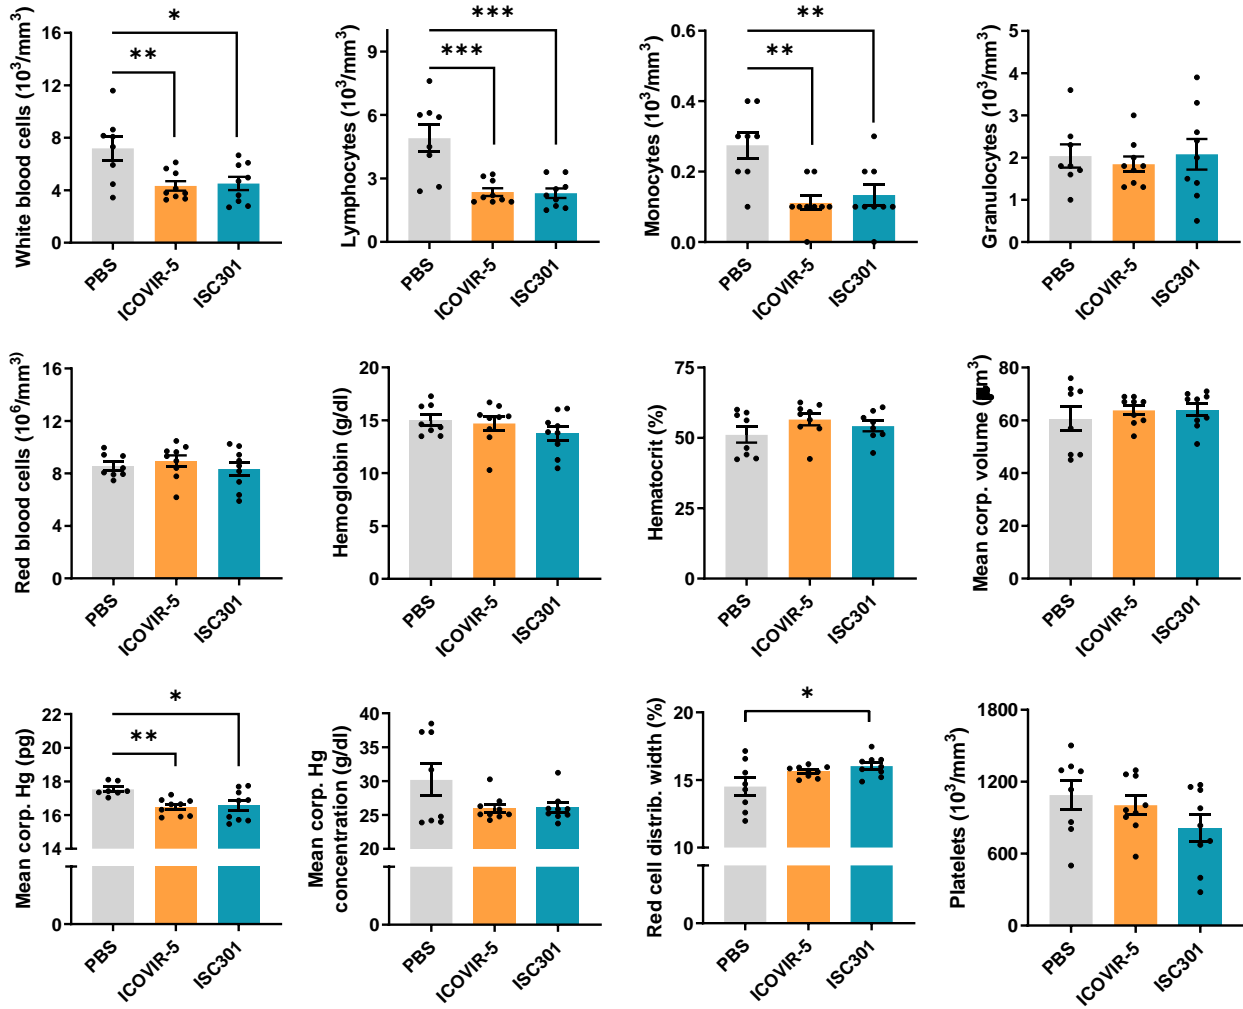 White blood cells (10³/mm³)
16
12
8
4
0
*
**
PBS
ICOVIR-5
ISC301
Lymphocytes (10³/mm³)
9
6
3
0
***
***
PBS
ICOVIR-5
ISC301
Monocytes (10³/mm³)
0.6
0.4
0.2
0.0
**
**
PBS
ICOVIR-5
ISC301
Granulocytes (10³/mm³)
5
4
3
2
1
0
PBS
ICOVIR-5
ISC301
Red blood cells (10⁶/mm³)
16
12
8
4
0
PBS
ICOVIR-5
ISC301
Hemoglobin (g/dl)
20
15
10
5
0
PBS
ICOVIR-5
ISC301
Hematocrit (%)
75
50
25
0
PBS
ICOVIR-5
ISC301
Mean corp. volume (m³)
80
60
40
20
0
PBS
ICOVIR-5
ISC301
Mean corp. Hg (pg)
22
20
18
16
14
0
*
**
PBS
ICOVIR-5
ISC301
Mean corp. Hg
concentration (g/dl)
40
35
30
25
20
0
PBS
ICOVIR-5
ISC301
Red cell distrib. width (%)
20
15
10
0
*
PBS
ICOVIR-5
ISC301
Platelets (10³/mm³)
1800
1200
600
0
PBS
ICOVIR-5
ISC301